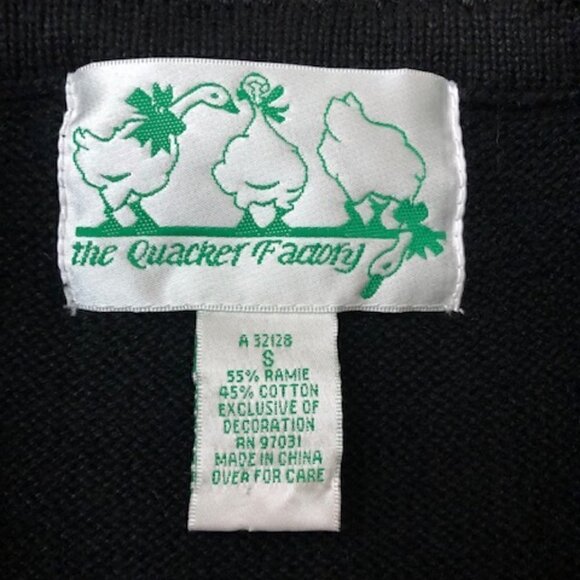 the Quacker Factory
A 32128
S
55% RAMIE
45% COTTON
EXCLUSIVE OF
DECORATION
RN 97031
MADE IN CHINA
OVER FOR CARE